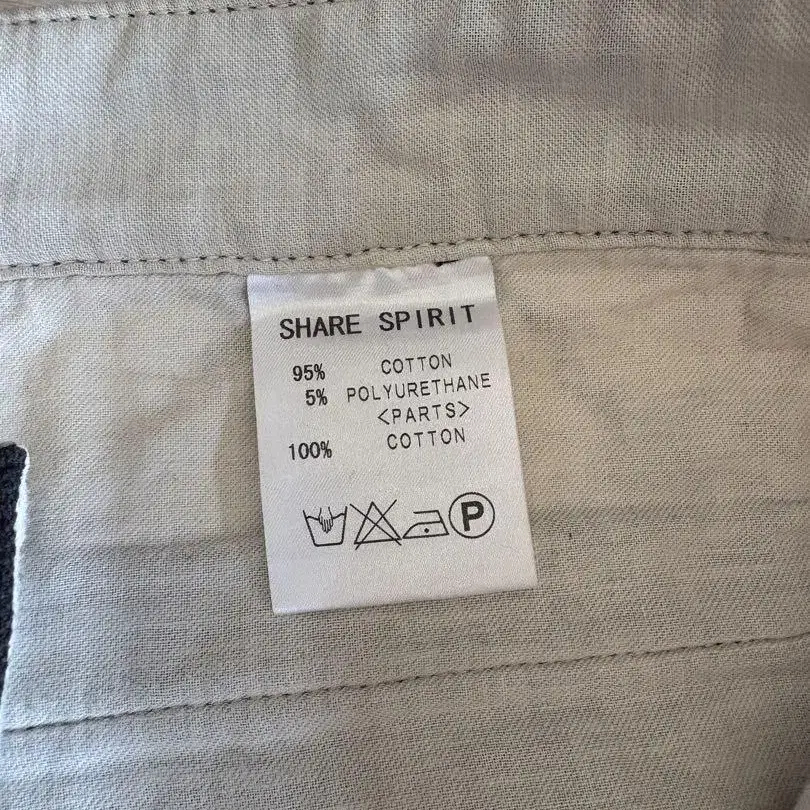 SHARE SPIRIT
95% COTTON
5% POLYURETHANE
<PARTS>
100% COTTON
P